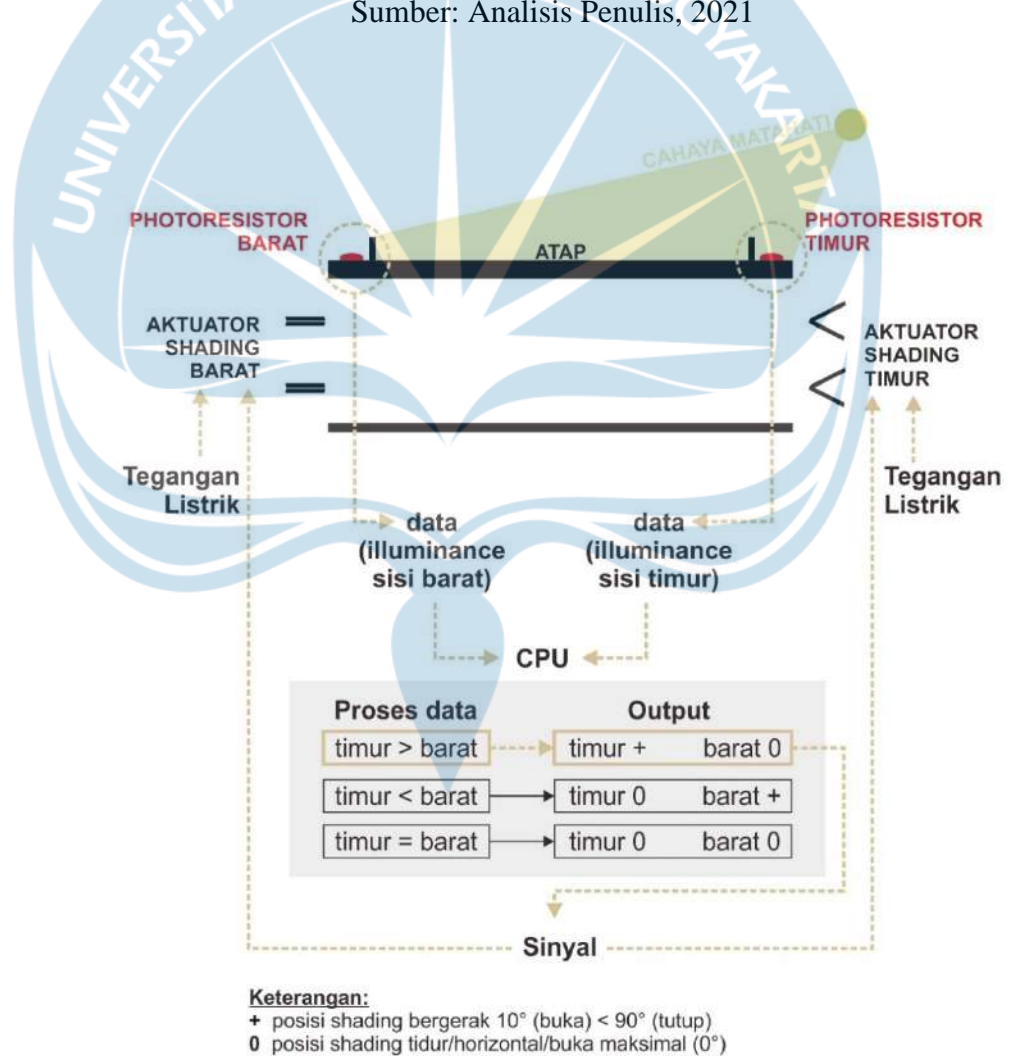 Sumber: Analisis Penulis, 2021
UNIVERSITA
GYAKARTA
CAHAYA MATAHATI
PHOTORESISTOR
BARAT
ATAP
PHOTORESISTOR
TIMUR
AKTUATOR
SHADING
BARAT
AKTUATOR
SHADING
TIMUR
Tegangan
Listrik
Tegangan
Listrik
data
(illuminance
sisi barat)
data
(illuminance
sisi timur)
CPU
Proses data Output
timur > barat timur + barat 0
timur < barat timur 0 barat +
timur = barat timur 0 barat 0
Sinyal
Keterangan:
+ posisi shading bergerak 10° (buka) < 90° (tutup)
0 posisi shading tidur/horizontal/buka maksimal (0°)